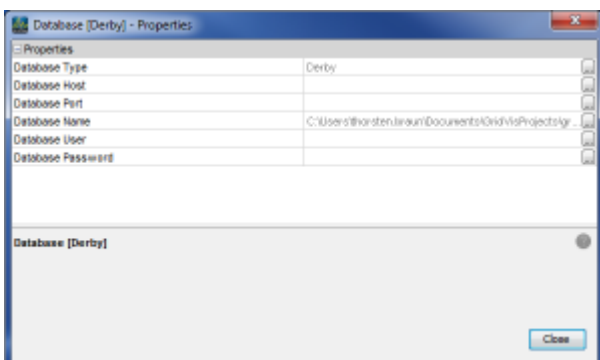 Database [Derby] - Properties
Properties
Database Type Derby ...
Database Host ...
Database Port ...
Database Name C:\Users\thorsten.braun\Documents\GridVisProjects\gr... ...
Database User ...
Database Password ...
Database [Derby]
Close